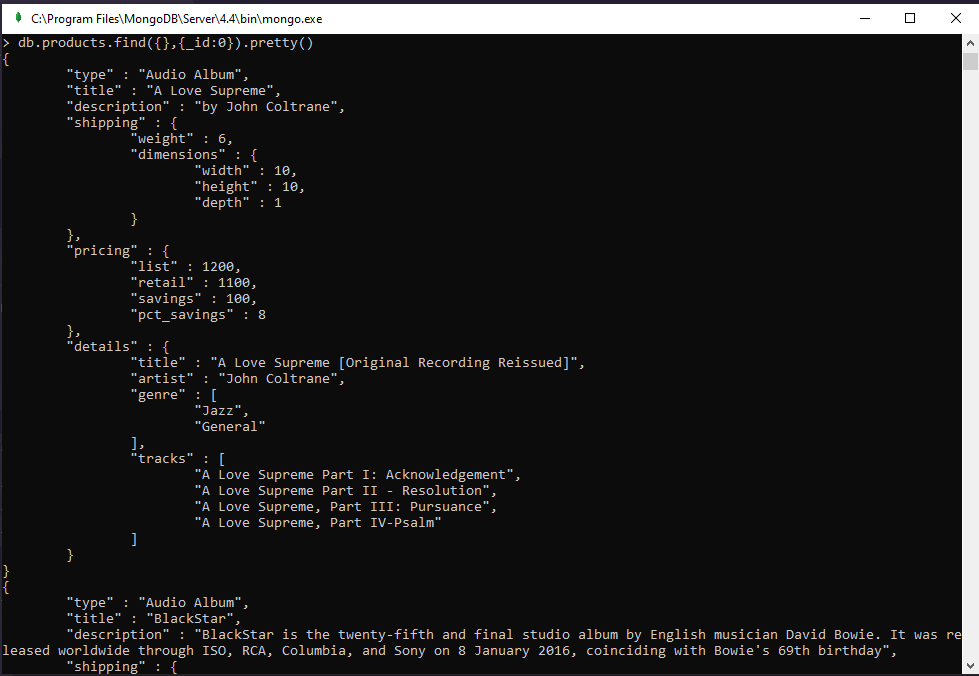 C:\Program Files\MongoDB\Server\4.4\bin\mongo.exe
> db.products.find({},{_id:0}).pretty()
{
        "type" : "Audio Album",
        "title" : "A Love Supreme",
        "description" : "by John Coltrane",
        "shipping" : {
                "weight" : 6,
                "dimensions" : {
                        "width" : 10,
                        "height" : 10,
                        "depth" : 1
                }
        },
        "pricing" : {
                "list" : 1200,
                "retail" : 1100,
                "savings" : 100,
                "pct_savings" : 8
        },
        "details" : {
                "title" : "A Love Supreme [Original Recording Reissued]",
                "artist" : "John Coltrane",
                "genre" : [
                        "Jazz",
                        "General"
                ],
                "tracks" : [
                        "A Love Supreme Part I: Acknowledgement",
                        "A Love Supreme Part II - Resolution",
                        "A Love Supreme, Part III: Pursuance",
                        "A Love Supreme, Part IV-Psalm"
                ]
        }
}
{
        "type" : "Audio Album",
        "title" : "BlackStar",
        "description" : "BlackStar is the twenty-fifth and final studio album by English musician David Bowie. It was re
leased worldwide through ISO, RCA, Columbia, and Sony on 8 January 2016, coinciding with Bowie's 69th birthday",
        "shipping" : {